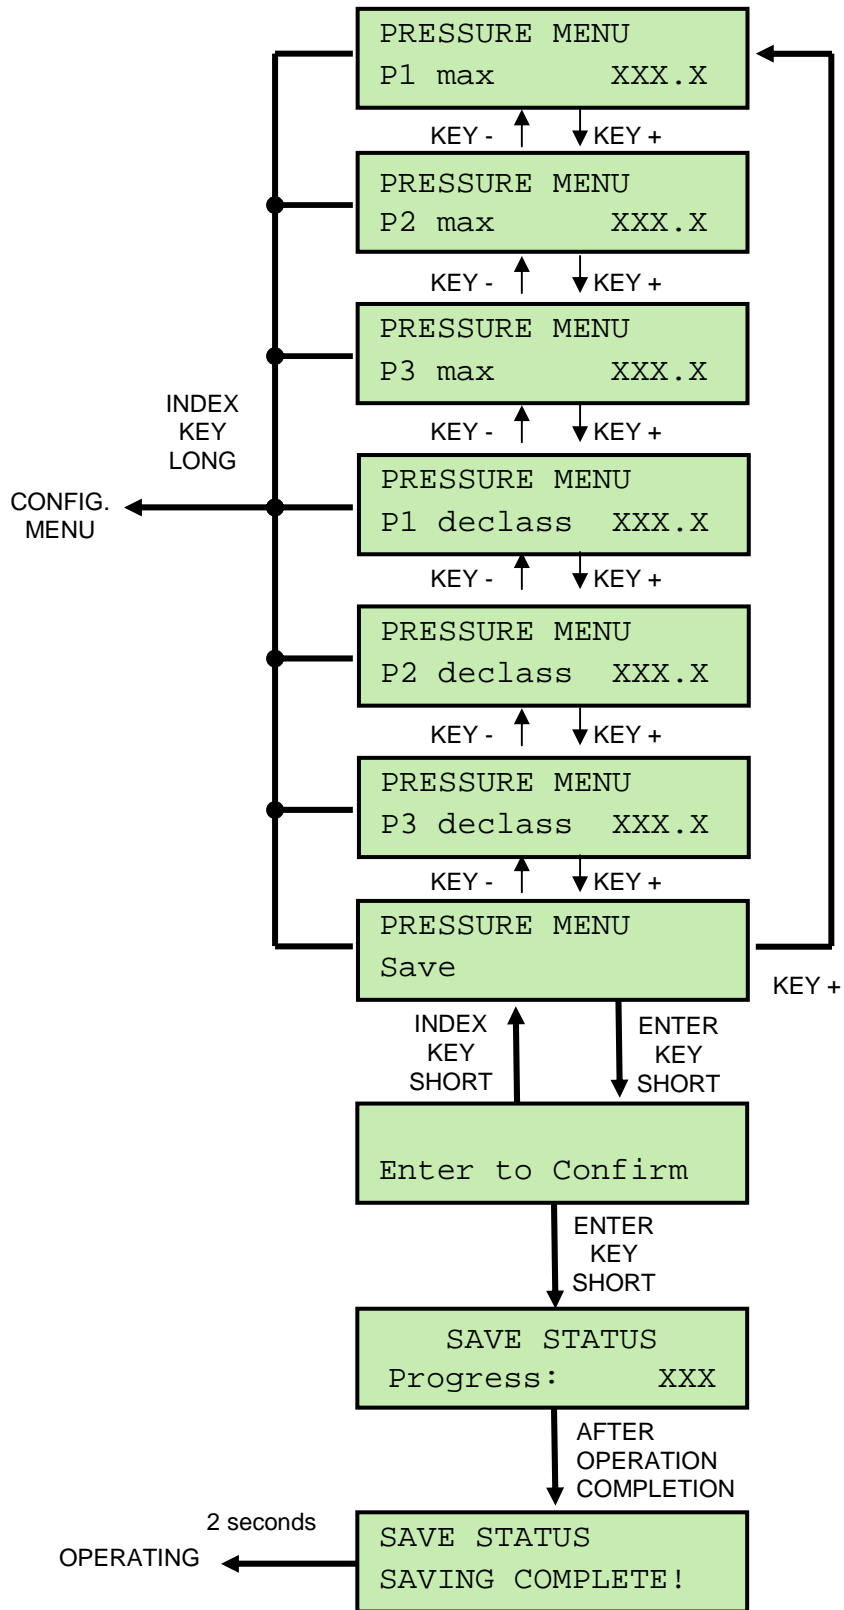 PRESSURE MENU
P1 max XXX.X
KEY - KEY +
PRESSURE MENU
P2 max XXX.X
KEY - KEY +
PRESSURE MENU
P3 max XXX.X
INDEX
KEY
LONG
KEY - KEY +
CONFIG.
MENU
PRESSURE MENU
P1 declass XXX.X
KEY - KEY +
PRESSURE MENU
P2 declass XXX.X
KEY - KEY +
PRESSURE MENU
P3 declass XXX.X
KEY - KEY +
PRESSURE MENU
Save
KEY +
INDEX
KEY
SHORT
ENTER
KEY
SHORT
Enter to Confirm
ENTER
KEY
SHORT
SAVE STATUS
Progress: XXX
AFTER
OPERATION
COMPLETION
2 seconds
OPERATING
SAVE STATUS
SAVING COMPLETE!